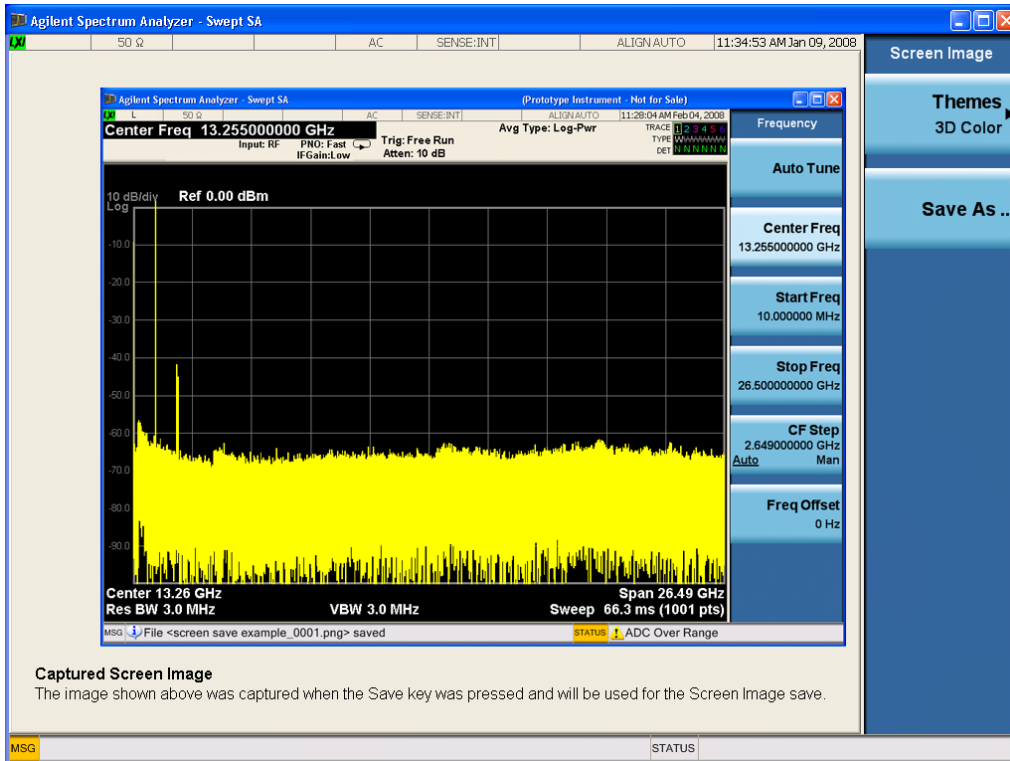 Agilent Spectrum Analyzer - Swept SA
LXI
50 Ω
AC
SENSE:INT
ALIGN AUTO
11:34:53 AM Jan 09, 2008
Screen Image
Themes
3D Color
Save As ..
Agilent Spectrum Analyzer - Swept SA
(Prototype Instrument - Not for Sale)
LXI
L
50 Ω
AC
SENSE:INT
ALIGN AUTO
11:28:04 AM Feb 04, 2008
Center Freq 13.255000000 GHz
Input: RF
PNO: Fast
IFGain:Low
Trig: Free Run
Atten: 10 dB
Avg Type: Log-Pwr
TRACE 1 2 3 4 5 6
TYPE WWWWWW
DET N N N N N N
Frequency
Auto Tune
Center Freq
13.255000000 GHz
Start Freq
10.000000 MHz
Stop Freq
26.500000000 GHz
CF Step
2.649000000 GHz
Auto Man
Freq Offset
0 Hz
10 dB/div
Log
Ref 0.00 dBm
-10.0
-20.0
-30.0
-40.0
-50.0
-60.0
-70.0
-80.0
-90.0
Center 13.26 GHz
Span 26.49 GHz
Res BW 3.0 MHz
VBW 3.0 MHz
Sweep 66.3 ms (1001 pts)
MSG
File <screen save example_0001.png> saved
STATUS
ADC Over Range
Captured Screen Image
The image shown above was captured when the Save key was pressed and will be used for the Screen Image save.
MSG
STATUS